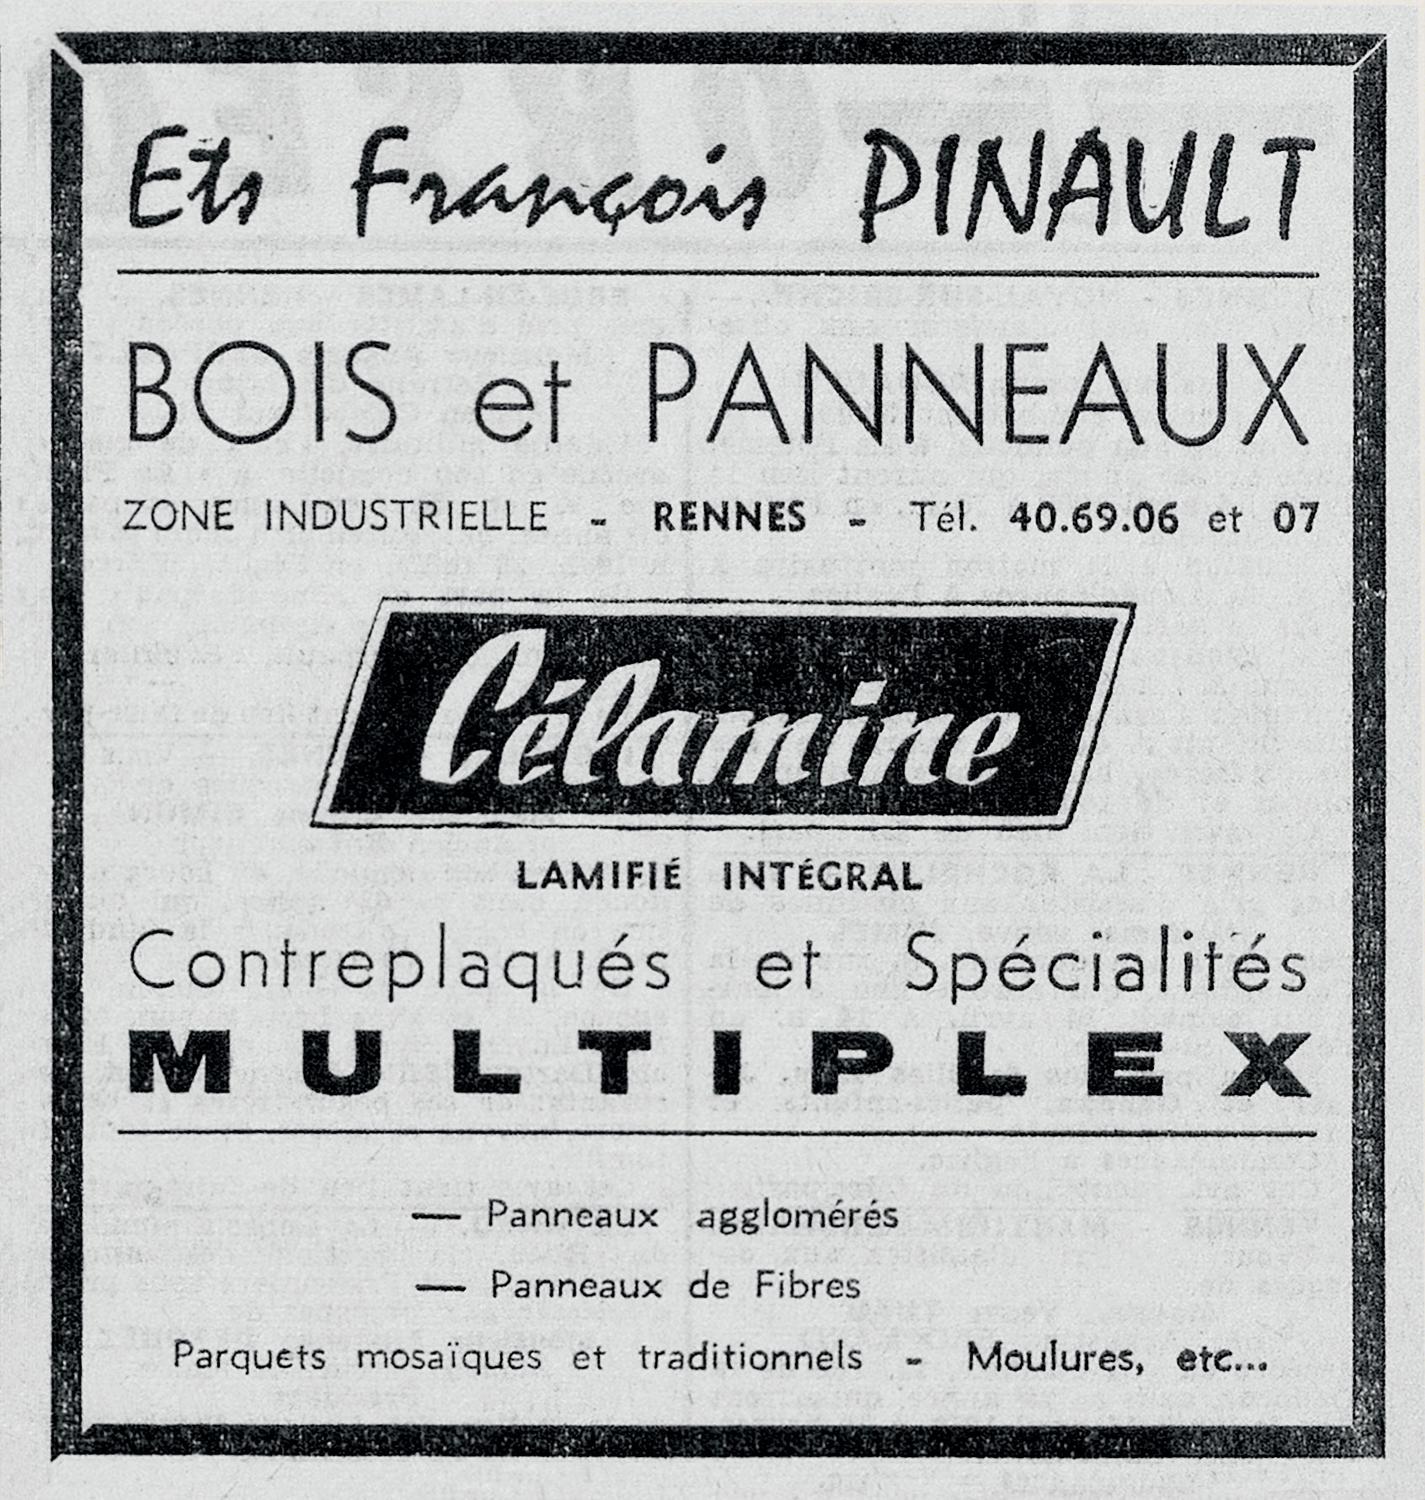 Ets François PINAULT
BOIS et PANNEAUX
ZONE INDUSTRIELLE - RENNES - Tél. 40.69.06 et 07
Célamine
LAMIFIÉ INTÉGRAL
Contreplaqués et Spécialités
MULTIPLEX
— Panneaux agglomérés
— Panneaux de Fibres
Parquets mosaïques et traditionnels - Moulures, etc...